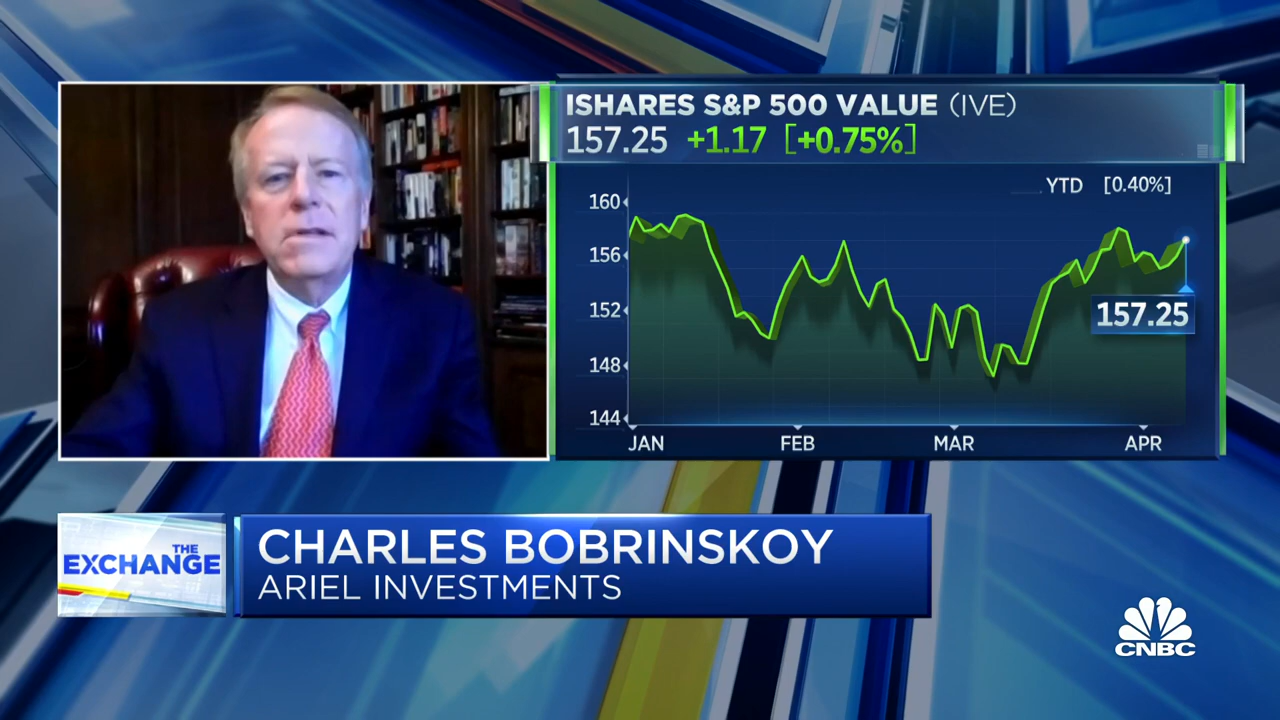 ISHARES S&P 500 VALUE (IVE)
157.25 +1.17 [+0.75%]
YTD [0.40%]
160
156
152
148
144
157.25
JAN FEB MAR APR
THE
EXCHANGE
CHARLES BOBRINSKOY
ARIEL INVESTMENTS
CNBC